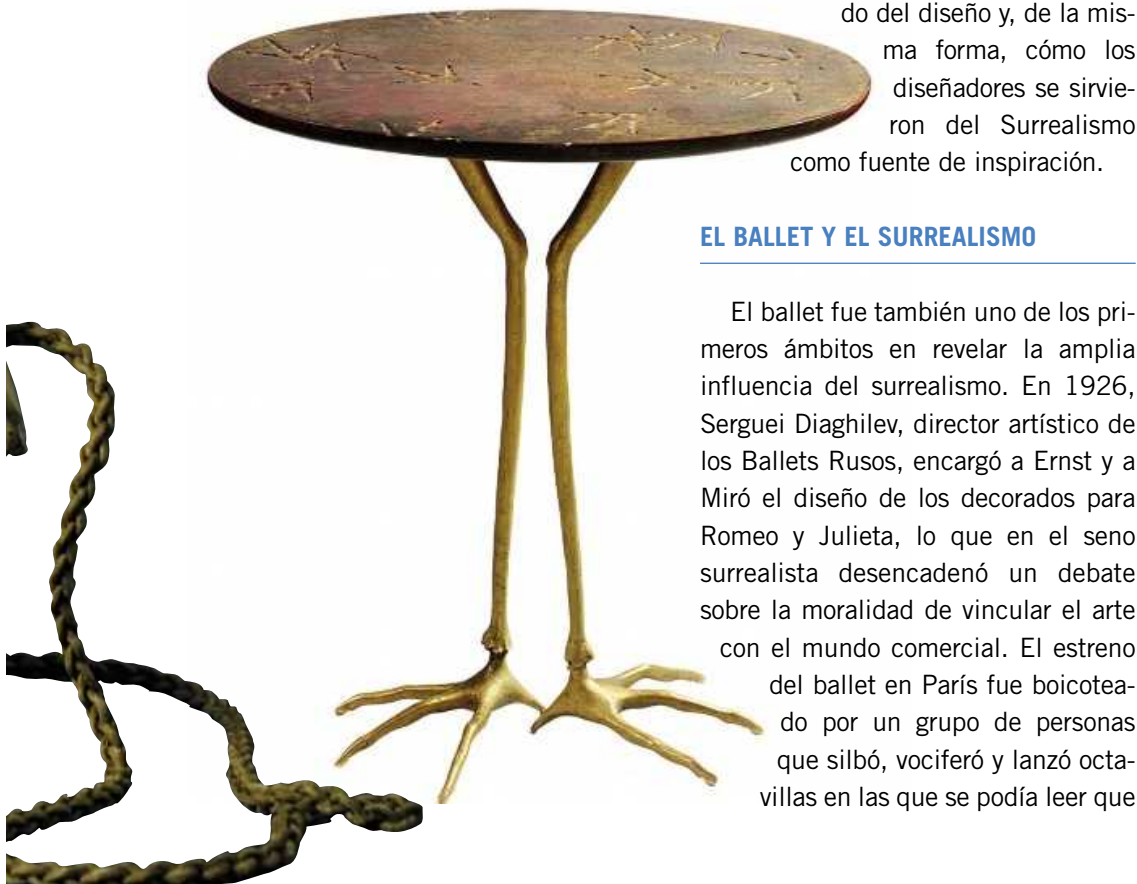 do del diseño y, de la mis-
ma forma, cómo los
diseñadores se sirvie-
ron del Surrealismo
como fuente de inspiración.
EL BALLET Y EL SURREALISMO
El ballet fue también uno de los pri-
meros ámbitos en revelar la amplia
influencia del surrealismo. En 1926,
Serguei Diaghilev, director artístico de
los Ballets Rusos, encargó a Ernst y a
Miró el diseño de los decorados para
Romeo y Julieta, lo que en el seno
surrealista desencadenó un debate
sobre la moralidad de vincular el arte
con el mundo comercial. El estreno
del ballet en París fue boicotea-
do por un grupo de personas
que silbó, vociferó y lanzó octa-
villas en las que se podía leer que